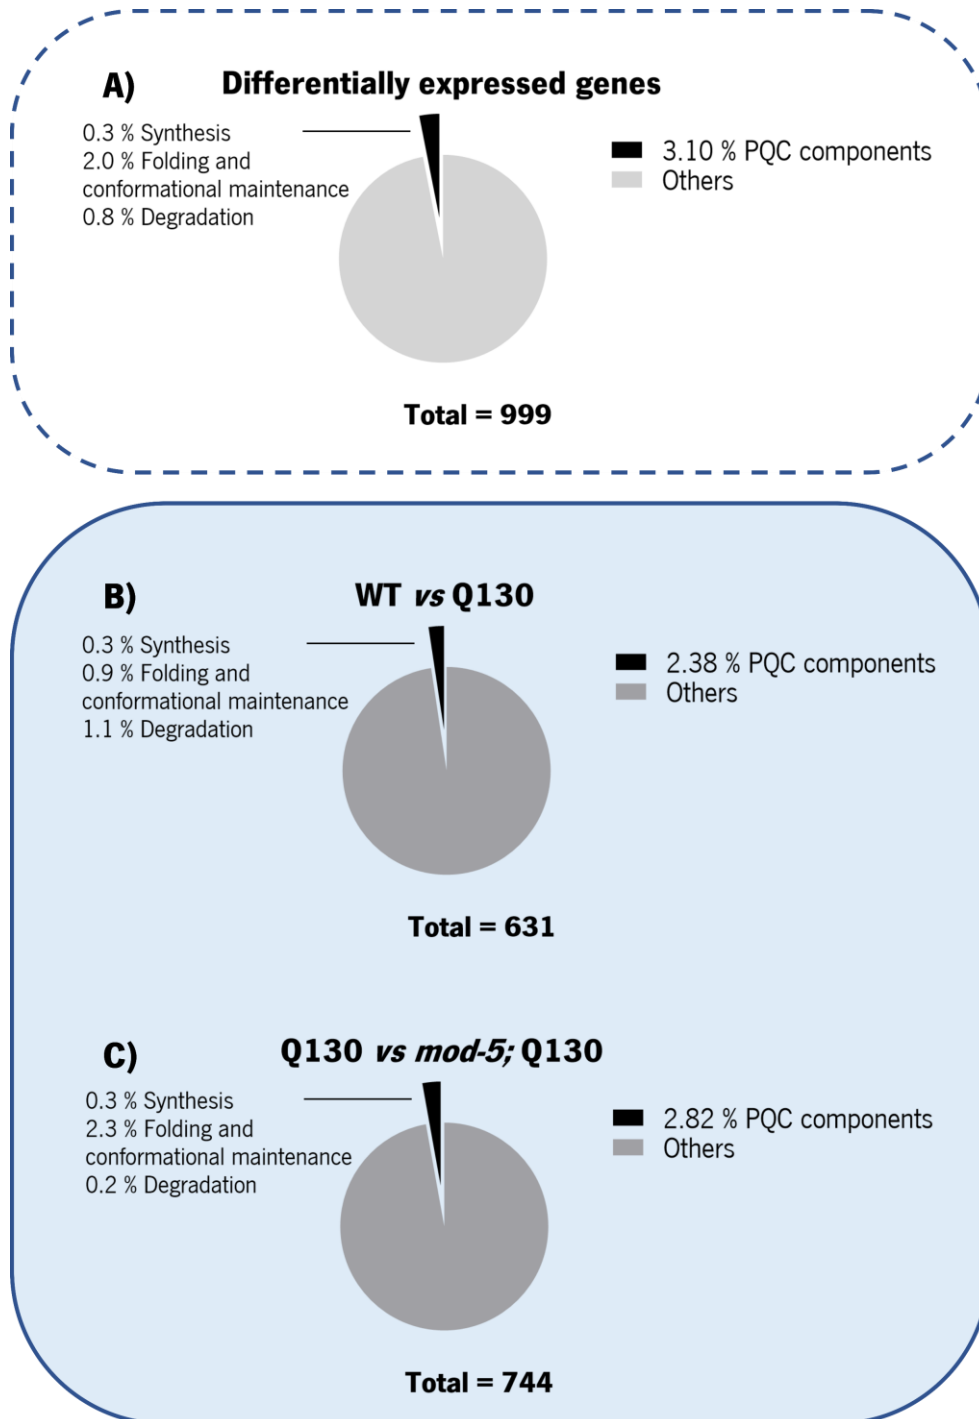 A)
Differentially expressed genes
0.3 % Synthesis
2.0 % Folding and
conformational maintenance
0.8 % Degradation
3.10 % PQC components
Others
Total = 999
B)
WT vs Q130
0.3 % Synthesis
0.9 % Folding and
conformational maintenance
1.1 % Degradation
2.38 % PQC components
Others
Total = 631
C)
Q130 vs mod-5; Q130
0.3 % Synthesis
2.3 % Folding and
conformational maintenance
0.2 % Degradation
2.82 % PQC components
Others
Total = 744